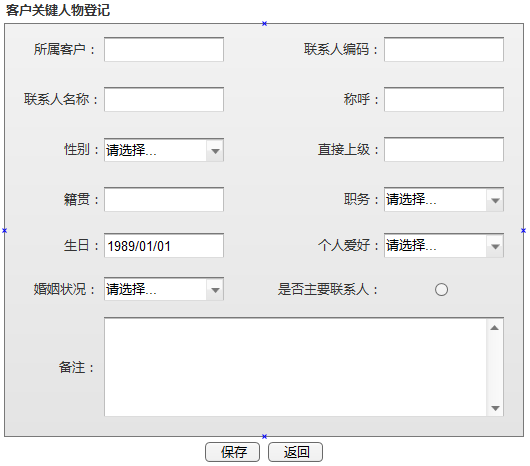 客户关键人物登记
所属客户： 联系人编码：
联系人名称： 称呼：
性别： 请选择... 直接上级：
籍贯： 职务： 请选择...
生日： 1989/01/01 个人爱好： 请选择...
婚姻状况： 请选择... 是否主要联系人：
备注：
保存 返回